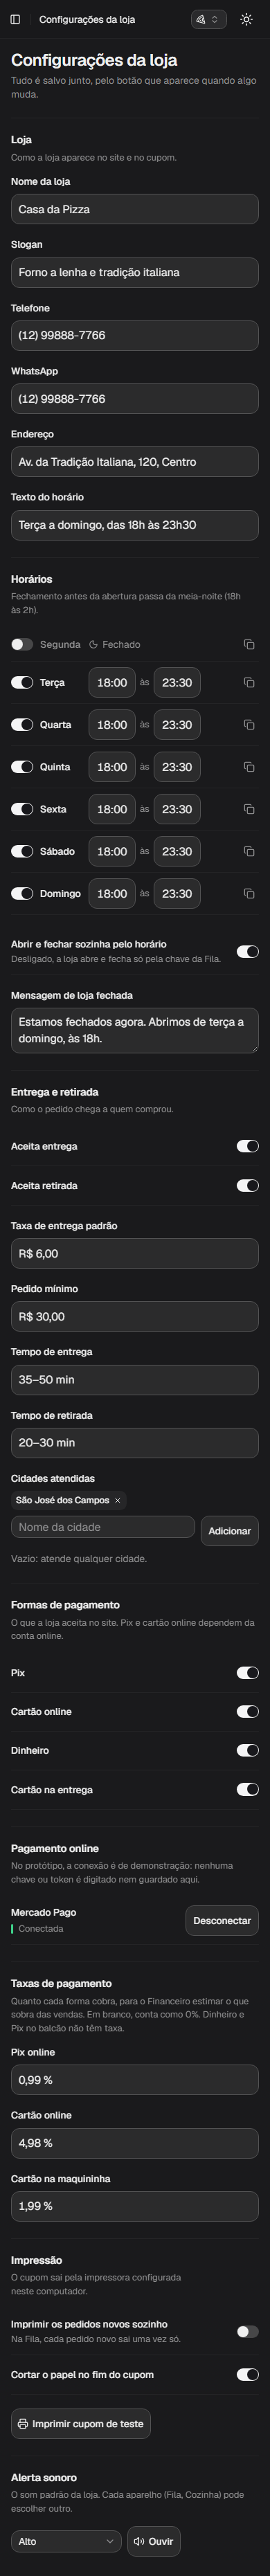 Configurações da loja
Configurações da loja
Tudo é salvo junto, pelo botão que aparece quando algo
muda.
Loja
Como a loja aparece no site e no cupom.
Nome da loja
Casa da Pizza
Slogan
Forno a lenha e tradição italiana
Telefone
(12) 99888-7766
WhatsApp
(12) 99888-7766
Endereço
Av. da Tradição Italiana, 120, Centro
Texto do horário
Terça a domingo, das 18h às 23h30
Horários
Fechamento antes da abertura passa da meia-noite (18h
às 2h).
Segunda Fechado
Terça 18:00 às 23:30
Quarta 18:00 às 23:30
Quinta 18:00 às 23:30
Sexta 18:00 às 23:30
Sábado 18:00 às 23:30
Domingo 18:00 às 23:30
Abrir e fechar sozinha pelo horário
Desligado, a loja abre e fecha só pela chave da Fila.
Mensagem de loja fechada
Estamos fechados agora. Abrimos de terça a
domingo, às 18h.
Entrega e retirada
Como o pedido chega a quem comprou.
Aceita entrega
Aceita retirada
Taxa de entrega padrão
R$ 6,00
Pedido mínimo
R$ 30,00
Tempo de entrega
35–50 min
Tempo de retirada
20–30 min
Cidades atendidas
São José dos Campos ×
Nome da cidade Adicionar
Vazio: atende qualquer cidade.
Formas de pagamento
O que a loja aceita no site. Pix e cartão online dependem da
conta online.
Pix
Cartão online
Dinheiro
Cartão na entrega
Pagamento online
No protótipo, a conexão é de demonstração: nenhuma
chave ou token é digitado nem guardado aqui.
Mercado Pago
Conectada
Desconectar
Taxas de pagamento
Quanto cada forma cobra, para o Financeiro estimar o que
sobra das vendas. Em branco, conta como 0%. Dinheiro e
Pix no balcão não têm taxa.
Pix online
0,99 %
Cartão online
4,98 %
Cartão na maquininha
1,99 %
Impressão
O cupom sai pela impressora configurada
neste computador.
Imprimir os pedidos novos sozinho
Na Fila, cada pedido novo sai uma vez só.
Cortar o papel no fim do cupom
Imprimir cupom de teste
Alerta sonoro
O som padrão da loja. Cada aparelho (Fila, Cozinha) pode
escolher outro.
Alto Ouvir